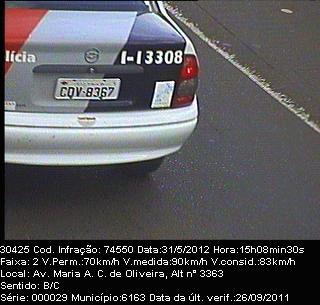 lícia
I-13308
CQV-8367
30425 Cod. Infração: 74550 Data:31/5/2012 Hora:15h08min30s
Faixa: 2 V.Perm.:70km/h V.medida:90km/h V.consid.:83km/h
Local: Av. Maria A. C. de Oliveira, Alt nº 3363
Sentido: B/C
Série: 000029 Município:6163 Data da últ. verif.:26/09/2011